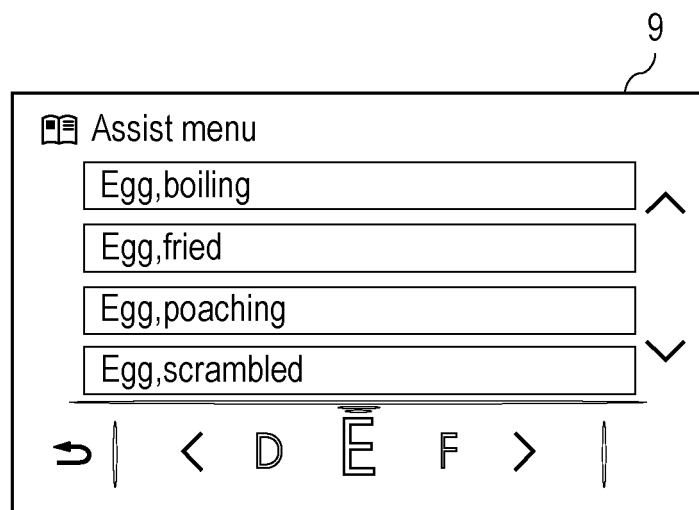 9
Assist menu
Egg,boiling
Egg,fried
Egg,poaching
Egg,scrambled
< D E F >